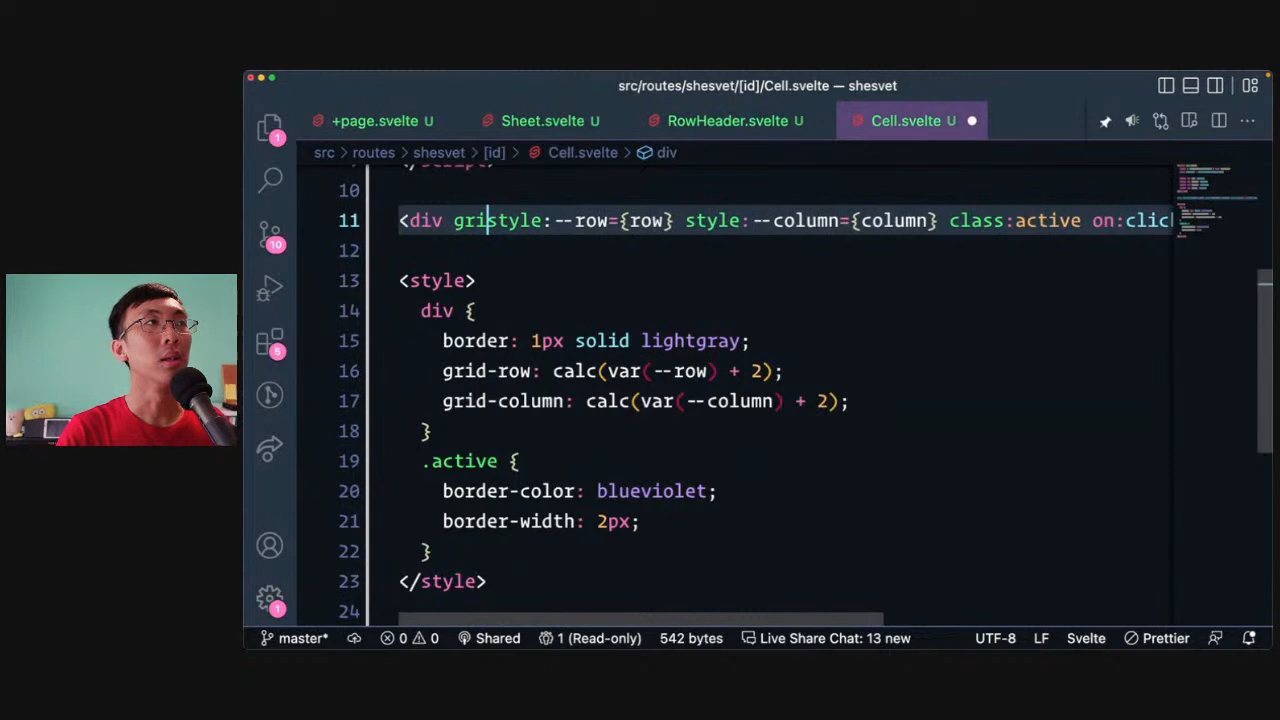 src/routes/shesvet/[id]/Cell.svelte — shesvet
+page.svelte U
Sheet.svelte U
RowHeader.svelte U
Cell.svelte U
src > routes > shesvet > [id] > Cell.svelte > div
10
11 <div gristyle:--row={row} style:--column={column} class:active on:clic
12
13 <style>
14 div {
15 border: 1px solid lightgray;
16 grid-row: calc(var(--row) + 2);
17 grid-column: calc(var(--column) + 2);
18 }
19 .active {
20 border-color: blueviolet;
21 border-width: 2px;
22 }
23 </style>
24
1
10
5
1
master* 0 0 Shared 1 (Read-only) 542 bytes Live Share Chat: 13 new UTF-8 LF Svelte Prettier